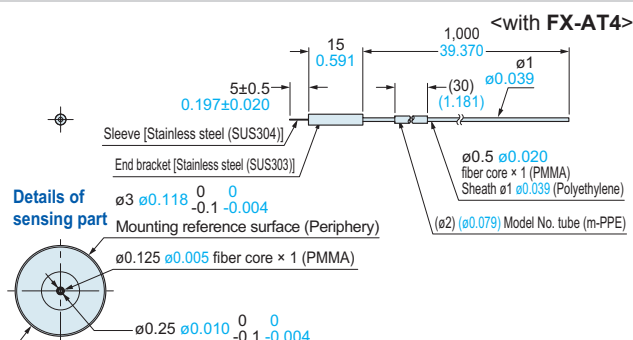 <with FX-AT4>
15
0.591
1,000
39.370
ø1
ø0.039
5±0.5
0.197±0.020
(30)
(1.181)
Sleeve [Stainless steel (SUS304)]
End bracket [Stainless steel (SUS303)]
ø0.5 ø0.020
fiber core × 1 (PMMA)
Sheath ø1 ø0.039 (Polyethylene)
(ø2) (ø0.079) Model No. tube (m-PPE)
Details of
sensing part
ø3 ø0.118 0 -0.1 0 -0.004
Mounting reference surface (Periphery)
ø0.125 ø0.005 fiber core × 1 (PMMA)
ø0.25 ø0.010 0 -0.1 0 -0.004